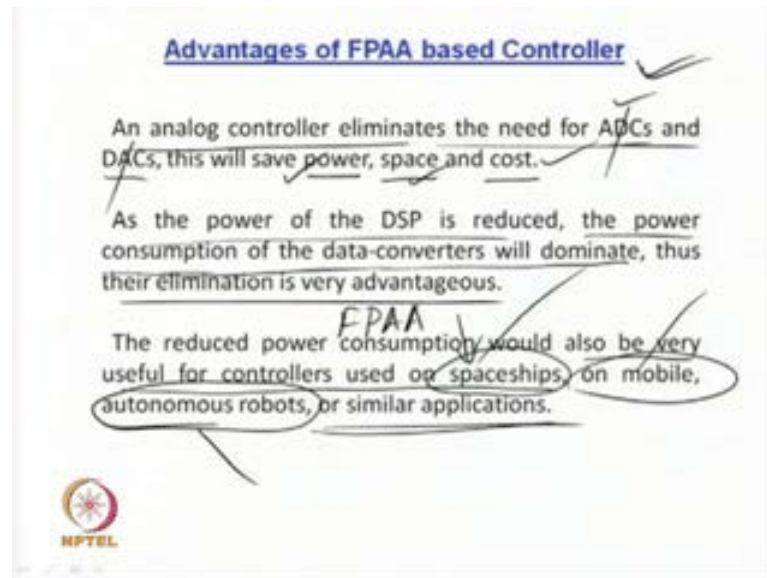 Advantages of FPAA based Controller
An analog controller eliminates the need for ADCs and
DACs, this will save power, space and cost.
As the power of the DSP is reduced, the power
consumption of the data-converters will dominate, thus
their elimination is very advantageous.
FPAA
The reduced power consumption would also be very
useful for controllers used on spaceships, on mobile,
autonomous robots, or similar applications.
NPTEL